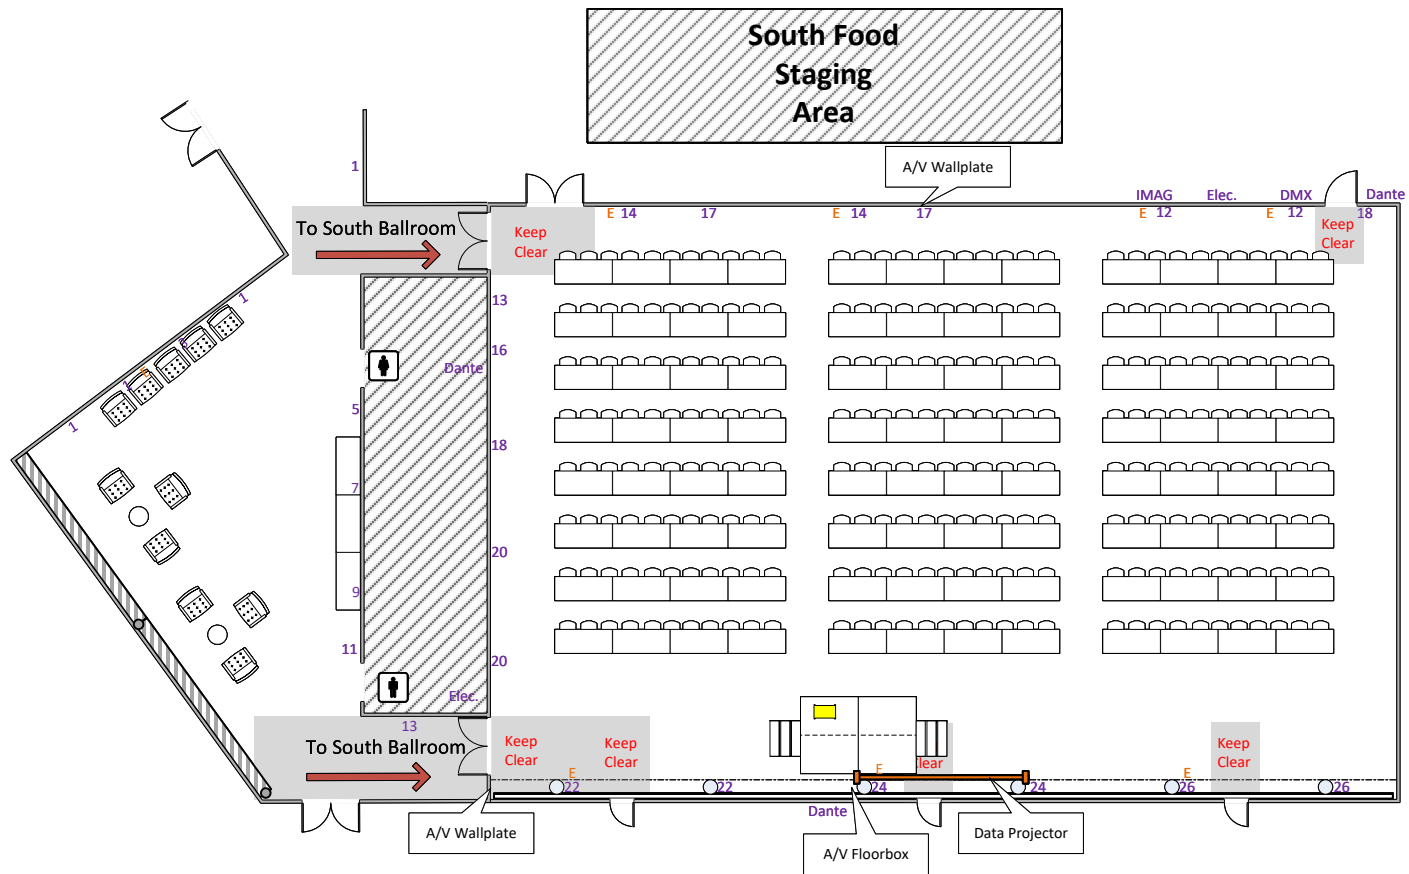 South Food
Staging
Area
A/V Wallplate
1
IMAG
Elec.
DMX
Dante
E 14
17
E 14
17
E 12
E 12
18
To South Ballroom
Keep
Clear
Keep
Clear
1
13
16
Dante
1
E
1
5
18
7
20
9
11
20
Elec.
13
To South Ballroom
Keep
Clear
Keep
Clear
Keep
Clear
Clear
E
E
E
22
22
24
24
26
26
Dante
A/V Wallplate
A/V Floorbox
Data Projector